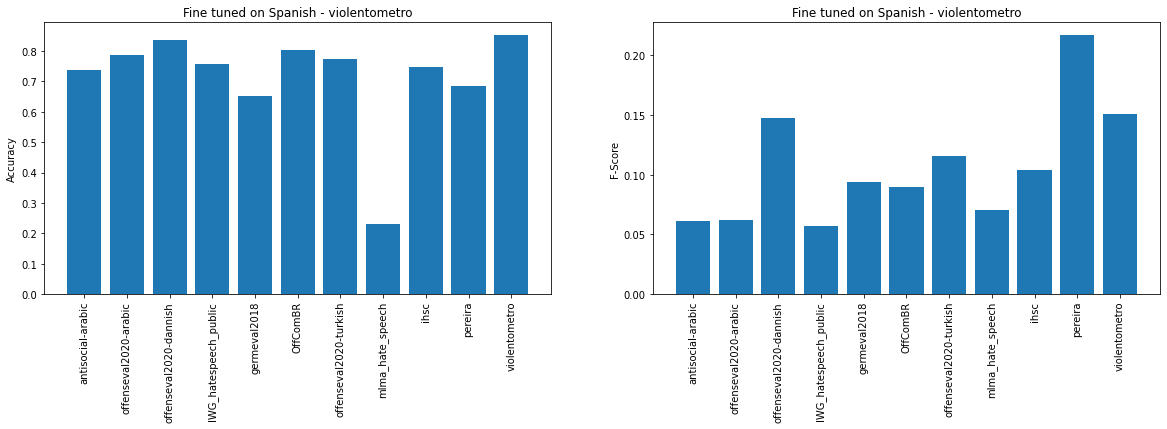 Fine tuned on Spanish - violentometro
Accuracy
0.8
0.7
0.6
0.5
0.4
0.3
0.2
0.1
0.0
antisocial-arabic
offenseval2020-arabic
offenseval2020-dannish
IWG_hatespeech_public
germeval2018
OffComBR
offenseval2020-turkish
mlma_hate_speech
ihsc
pereira
violentometro
Fine tuned on Spanish - violentometro
F-Score
0.20
0.15
0.10
0.05
0.00
antisocial-arabic
offenseval2020-arabic
offenseval2020-dannish
IWG_hatespeech_public
germeval2018
OffComBR
offenseval2020-turkish
mlma_hate_speech
ihsc
pereira
violentometro